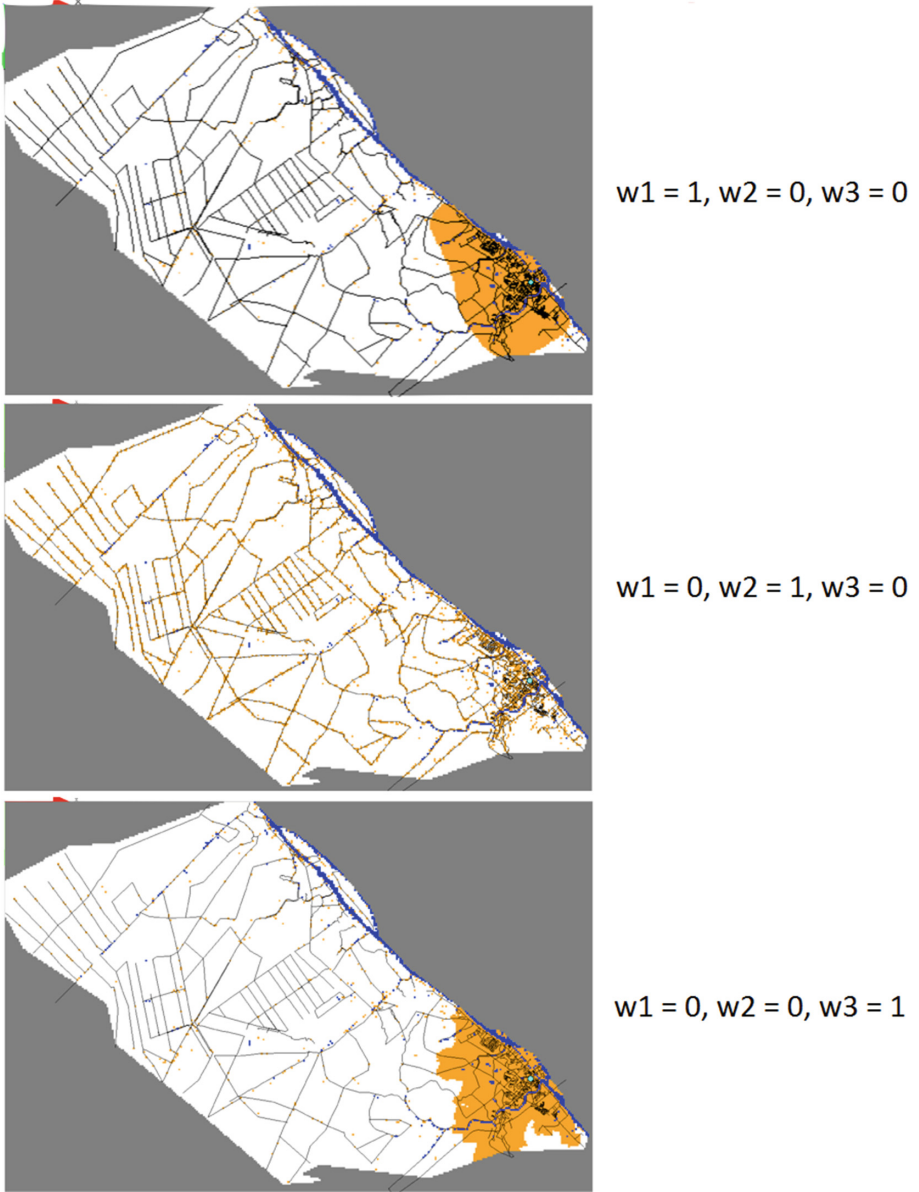 w1 = 1, w2 = 0, w3 = 0
w1 = 0, w2 = 1, w3 = 0
w1 = 0, w2 = 0, w3 = 1